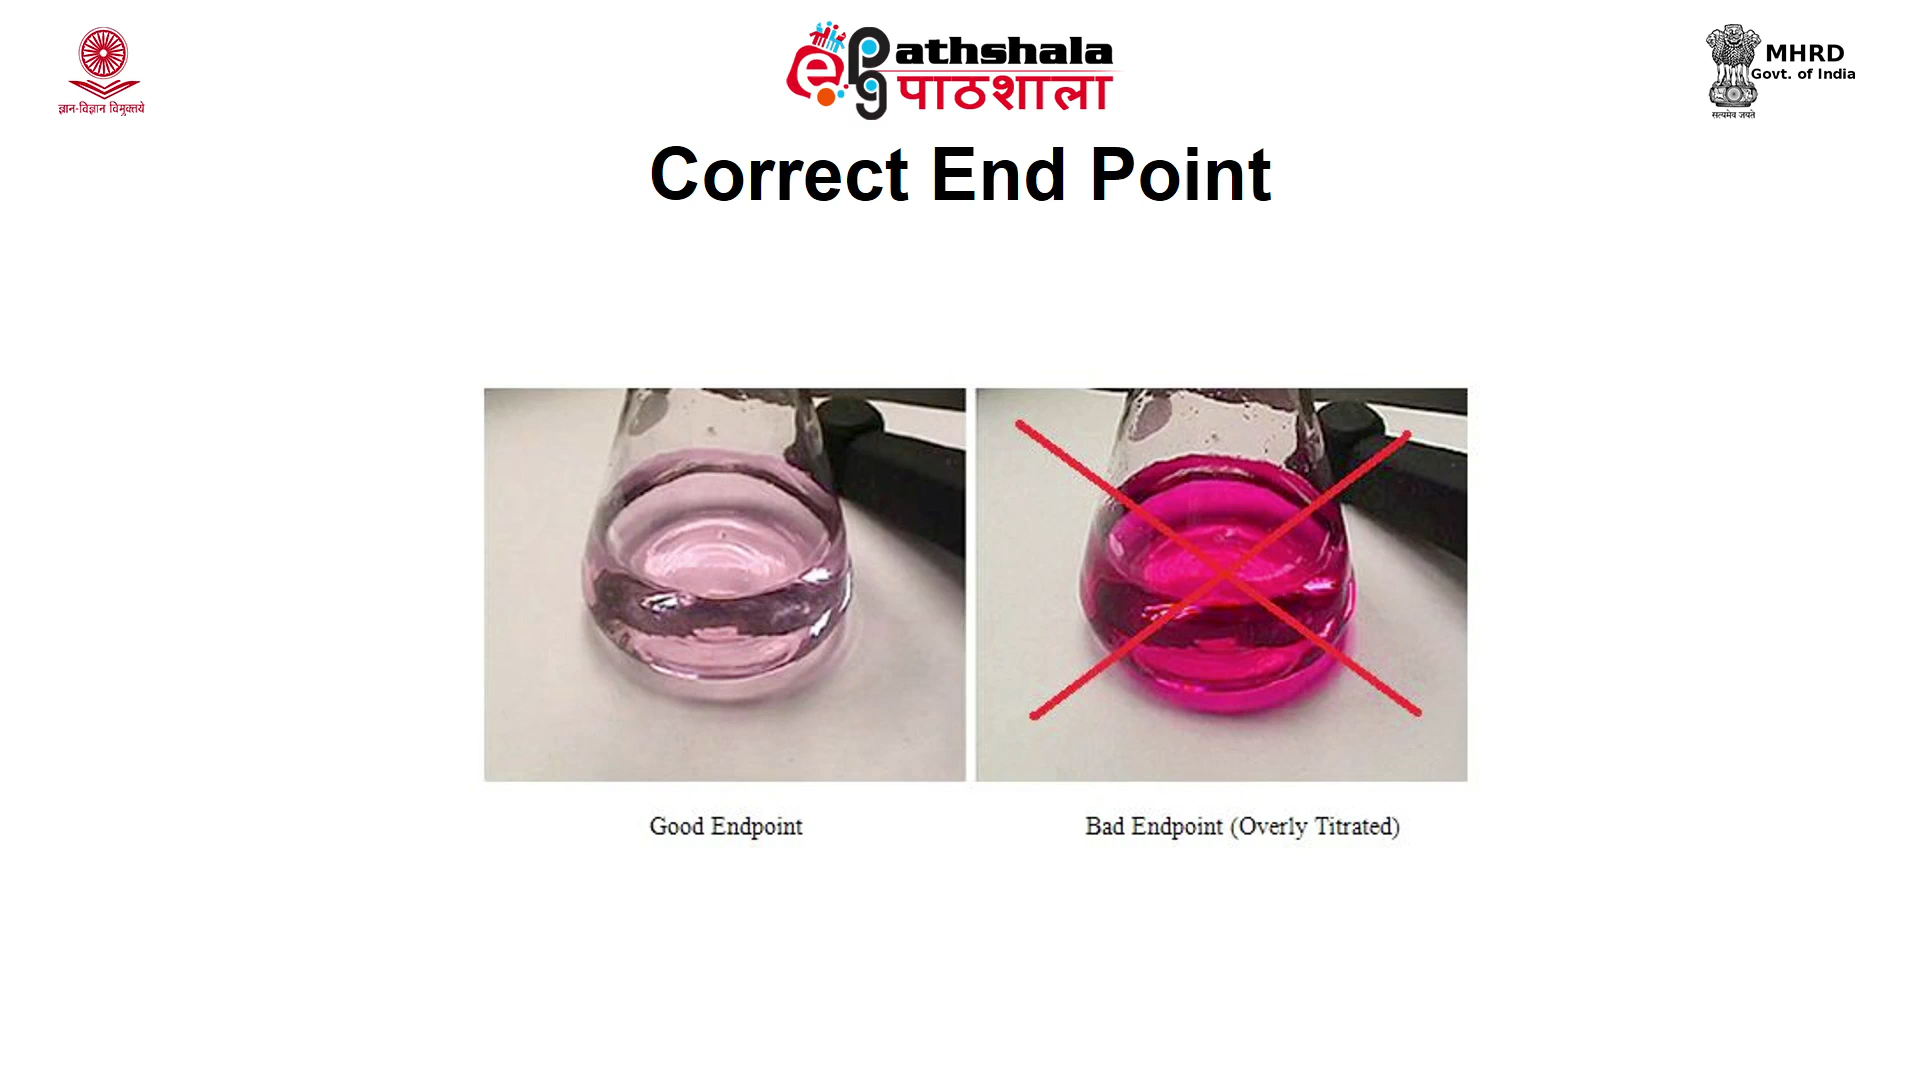 ज्ञान-विज्ञान विमुक्तये
e
Pg
athshala
पाठशाला
MHRD
Govt. of India
सत्यमेव जयते
Correct End Point
Good Endpoint
Bad Endpoint (Overly Titrated)